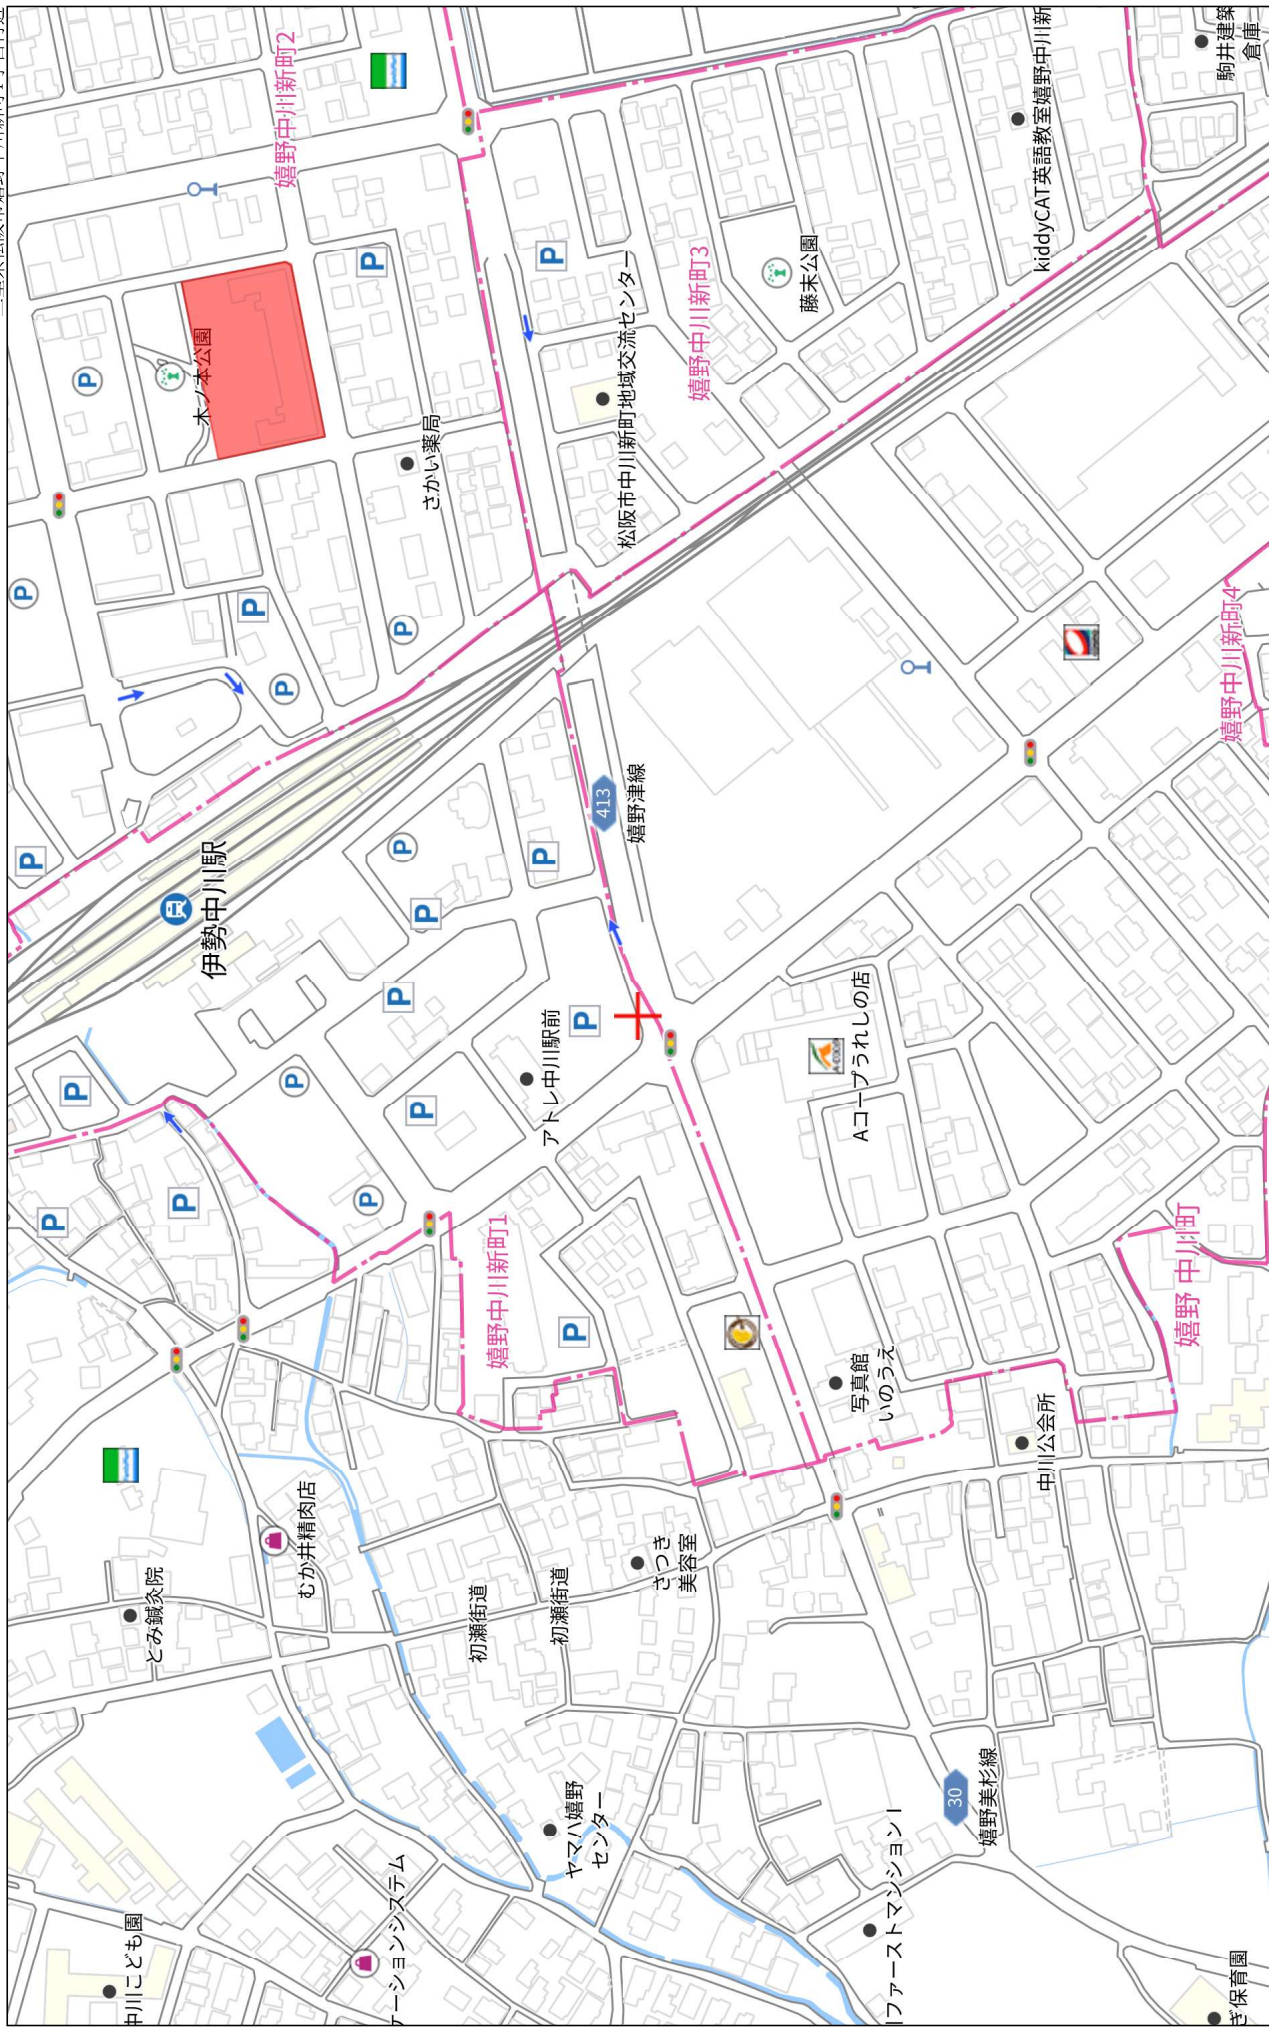 嬉野中川新町2
駒井建築
倉庫
kiddyCAT英語教室嬉野中川新
P
藤末公園
嬉野中川新町3
P
松阪市中川新町地域交流センター
木ノ本公園
P
さかい薬局
P
P
P
P
嬉野中川新町4
P
伊勢中川駅
P
P
P
413
嬉野津線
P
P
アトレ中川駅前
A-COOP
Aコープうれしの店
P
P
P
P
P
P
嬉野中川新町1
P
嬉野 中川町
写真館
いのうえ
中川公会所
むか井精肉店
とみ鍼灸院
初瀬街道
初瀬街道
さつき
美容室
ヤマハ嬉野
センター
30
嬉野美杉線
Iファーストマンション I
ケーションシステム
中川こども園
ぎ保育園